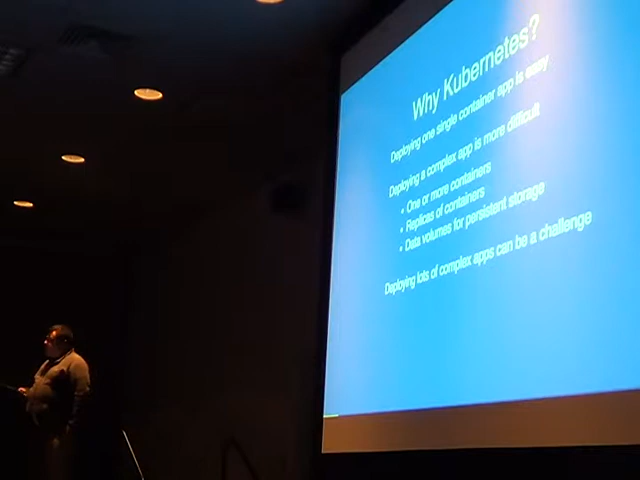 Why Kubernetes?
Deploying one single container app is easy
Deploying a complex app is more difficult
• One or more containers
• Replicas of containers
• Data volumes for persistent storage
Deploying lots of complex apps can be a challenge